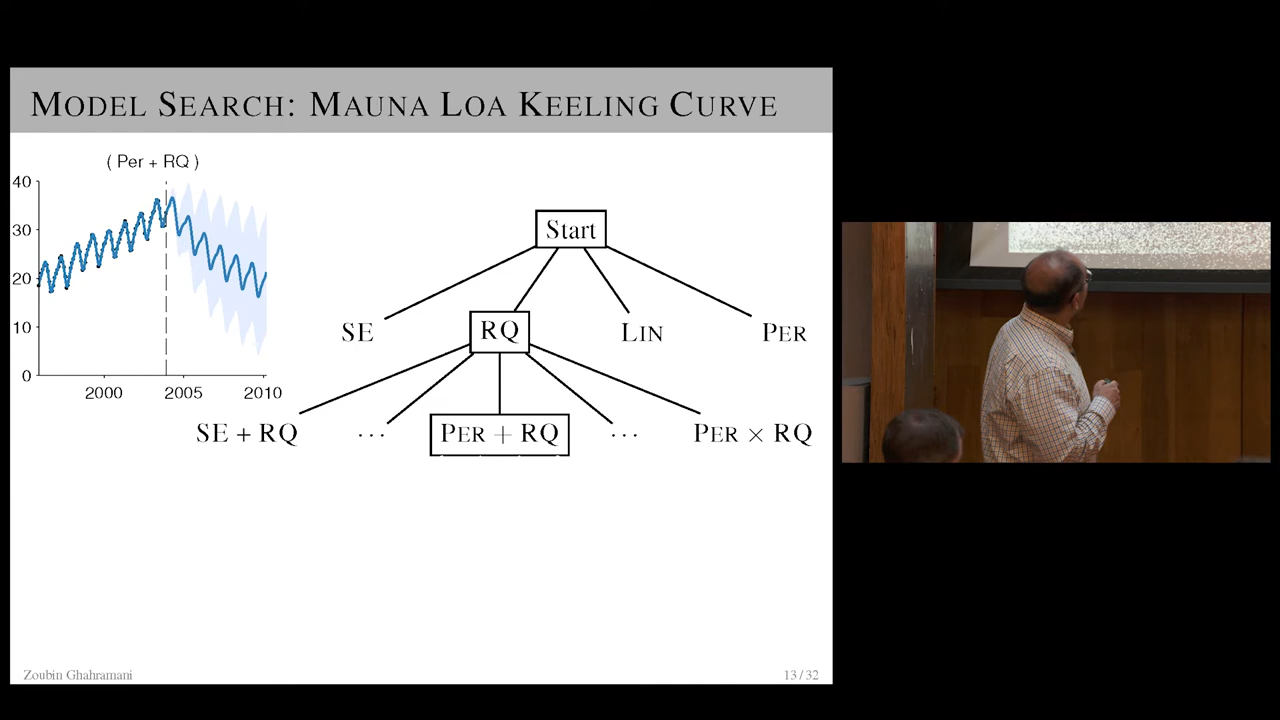 MODEL SEARCH: MAUNA LOA KEELING CURVE
( Per + RQ )
40
30
20
10
0
2000 2005 2010
Start
SE RQ LIN PER
SE + RQ ... PER + RQ ... PER × RQ
Zoubin Ghahramani 13 / 32